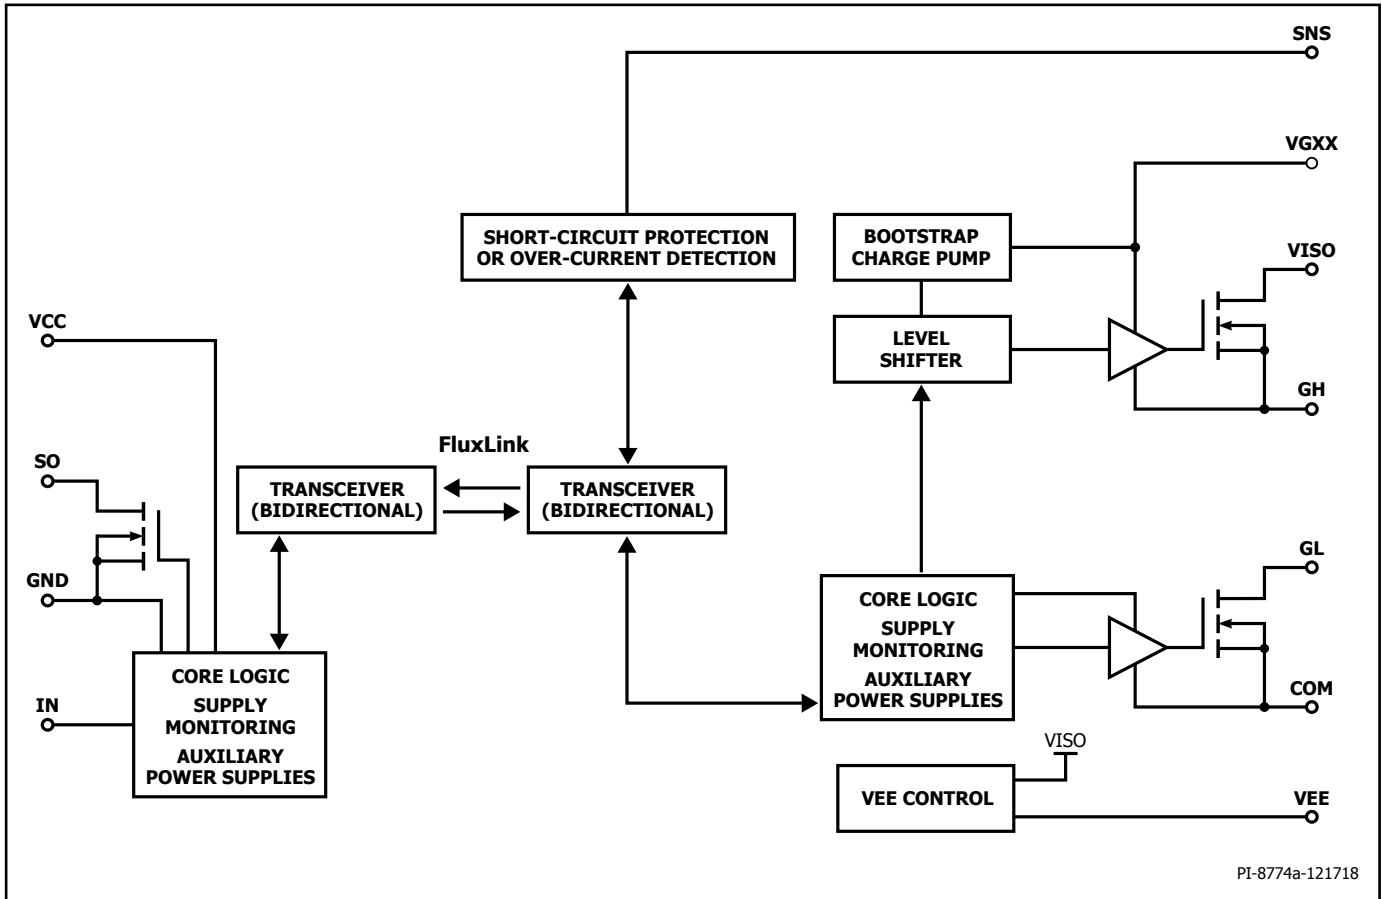 SNS
VGXX
SHORT-CIRCUIT PROTECTION
OR OVER-CURRENT DETECTION
BOOTSTRAP
CHARGE PUMP
VISO
VCC
LEVEL
SHIFTER
GH
FluxLink
SO
TRANSCEIVER
(BIDIRECTIONAL)
TRANSCEIVER
(BIDIRECTIONAL)
GND
GL
CORE LOGIC
SUPPLY
MONITORING
AUXILIARY
POWER SUPPLIES
COM
IN
CORE LOGIC
SUPPLY
MONITORING
AUXILIARY
POWER SUPPLIES
VISO
VEE CONTROL
VEE
PI-8774a-121718